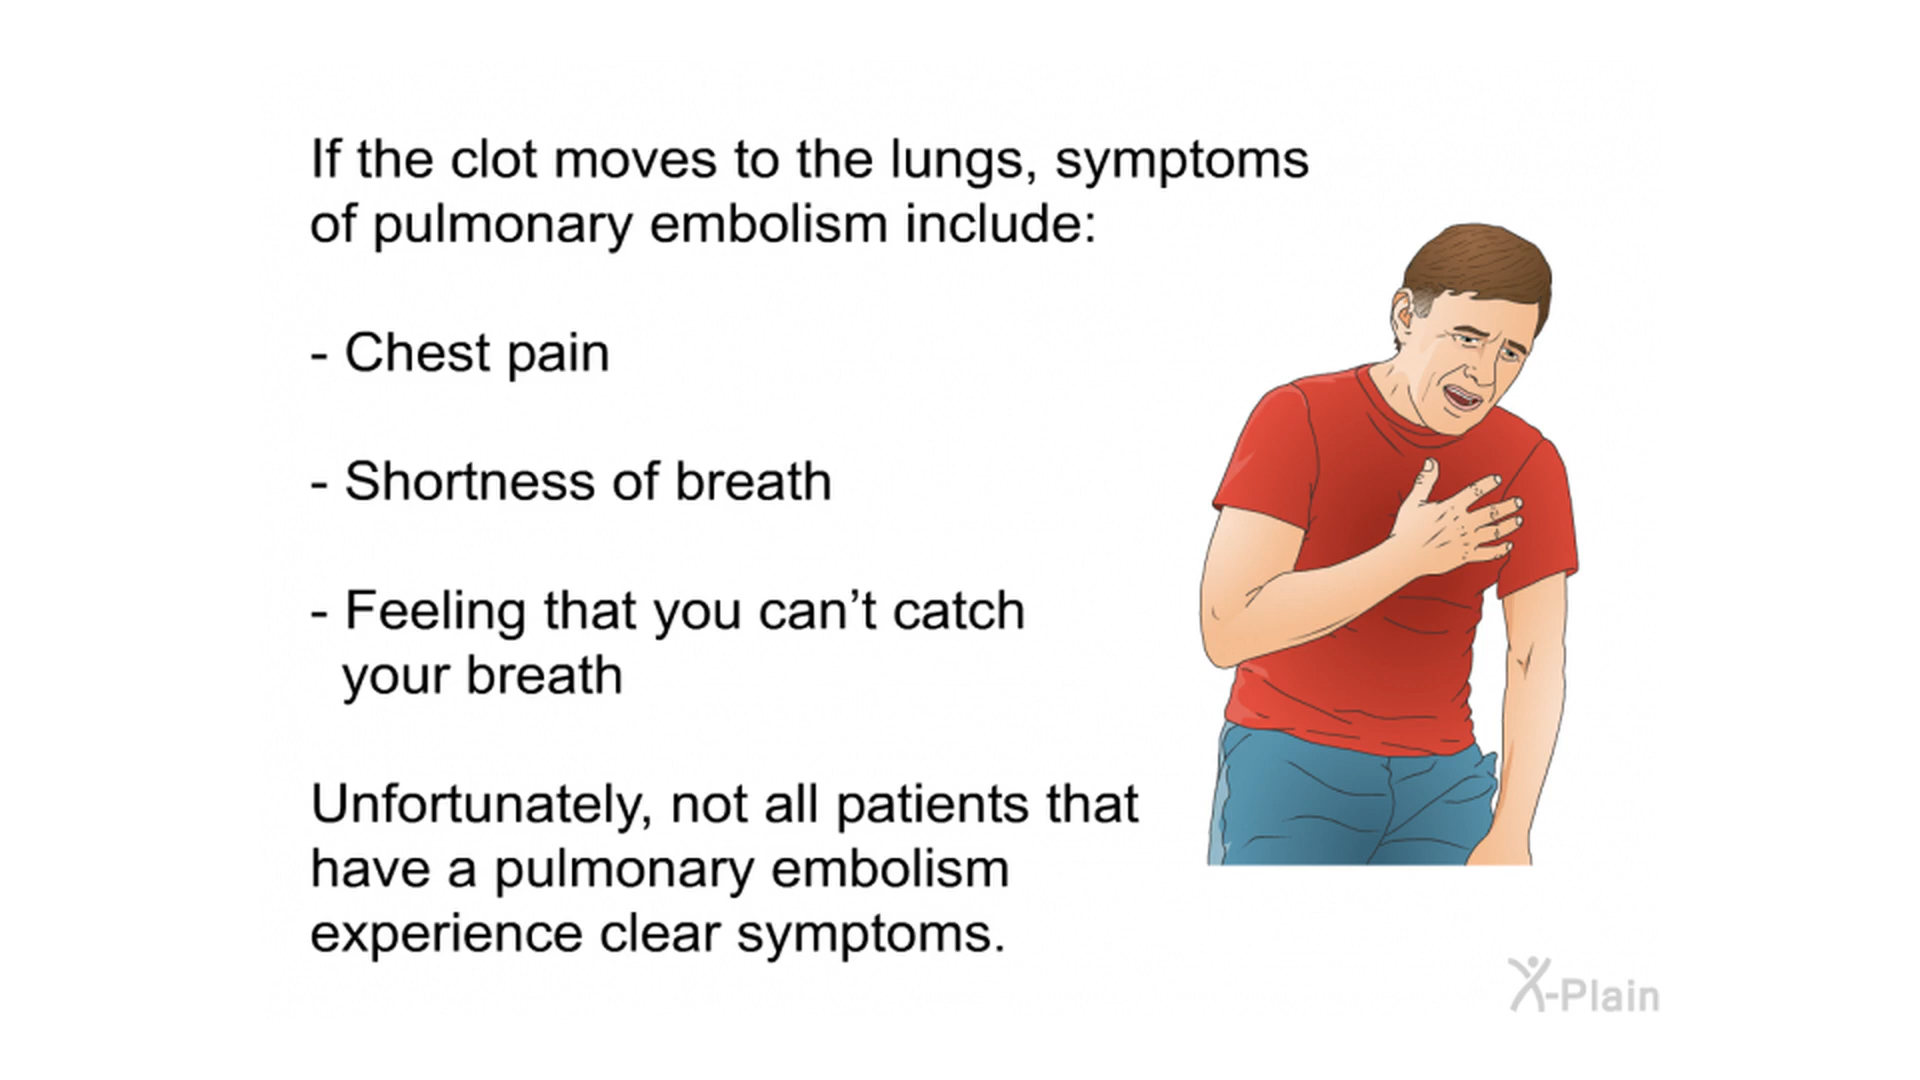 If the clot moves to the lungs, symptoms
of pulmonary embolism include:
- Chest pain
- Shortness of breath
- Feeling that you can’t catch
your breath
Unfortunately, not all patients that
have a pulmonary embolism
experience clear symptoms.
X-Plain